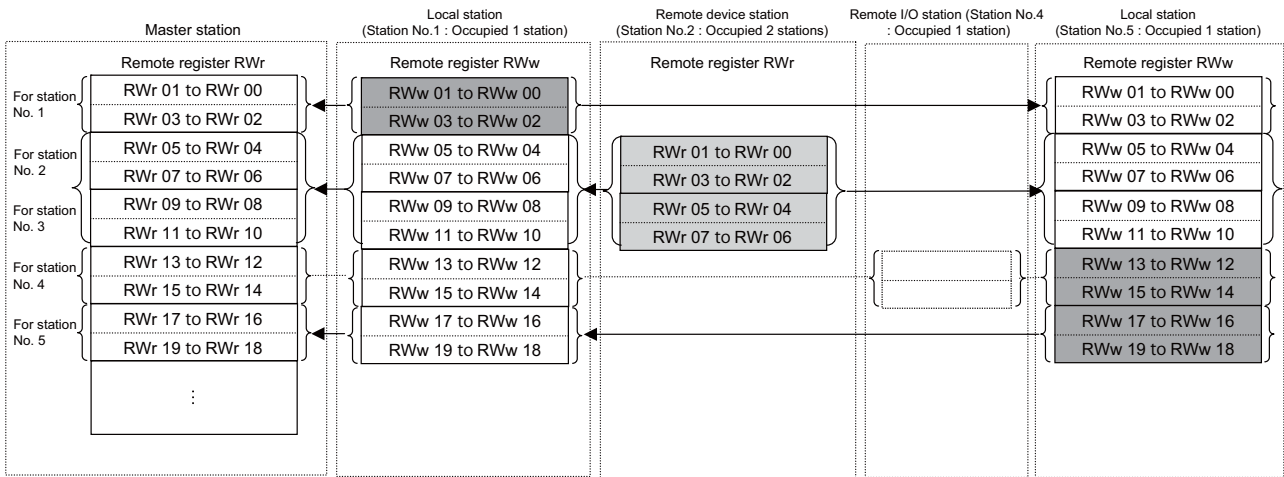 Master station
Local station
(Station No.1 : Occupied 1 station)
Remote device station
(Station No.2 : Occupied 2 stations)
Remote I/O station (Station No.4
: Occupied 1 station)
Local station
(Station No.5 : Occupied 1 station)
Remote register RWr
For station
No. 1
RWr 01 to RWr 00
RWr 03 to RWr 02
For station
No. 2
RWr 05 to RWr 04
RWr 07 to RWr 06
For station
No. 3
RWr 09 to RWr 08
RWr 11 to RWr 10
For station
No. 4
RWr 13 to RWr 12
RWr 15 to RWr 14
For station
No. 5
RWr 17 to RWr 16
RWr 19 to RWr 18
⋮
Remote register RWw
RWw 01 to RWw 00
RWw 03 to RWw 02
RWw 05 to RWw 04
RWw 07 to RWw 06
RWw 09 to RWw 08
RWw 11 to RWw 10
RWw 13 to RWw 12
RWw 15 to RWw 14
RWw 17 to RWw 16
RWw 19 to RWw 18
Remote register RWr
RWr 01 to RWr 00
RWr 03 to RWr 02
RWr 05 to RWr 04
RWr 07 to RWr 06
Remote register RWw
RWw 01 to RWw 00
RWw 03 to RWw 02
RWw 05 to RWw 04
RWw 07 to RWw 06
RWw 09 to RWw 08
RWw 11 to RWw 10
RWw 13 to RWw 12
RWw 15 to RWw 14
RWw 17 to RWw 16
RWw 19 to RWw 18